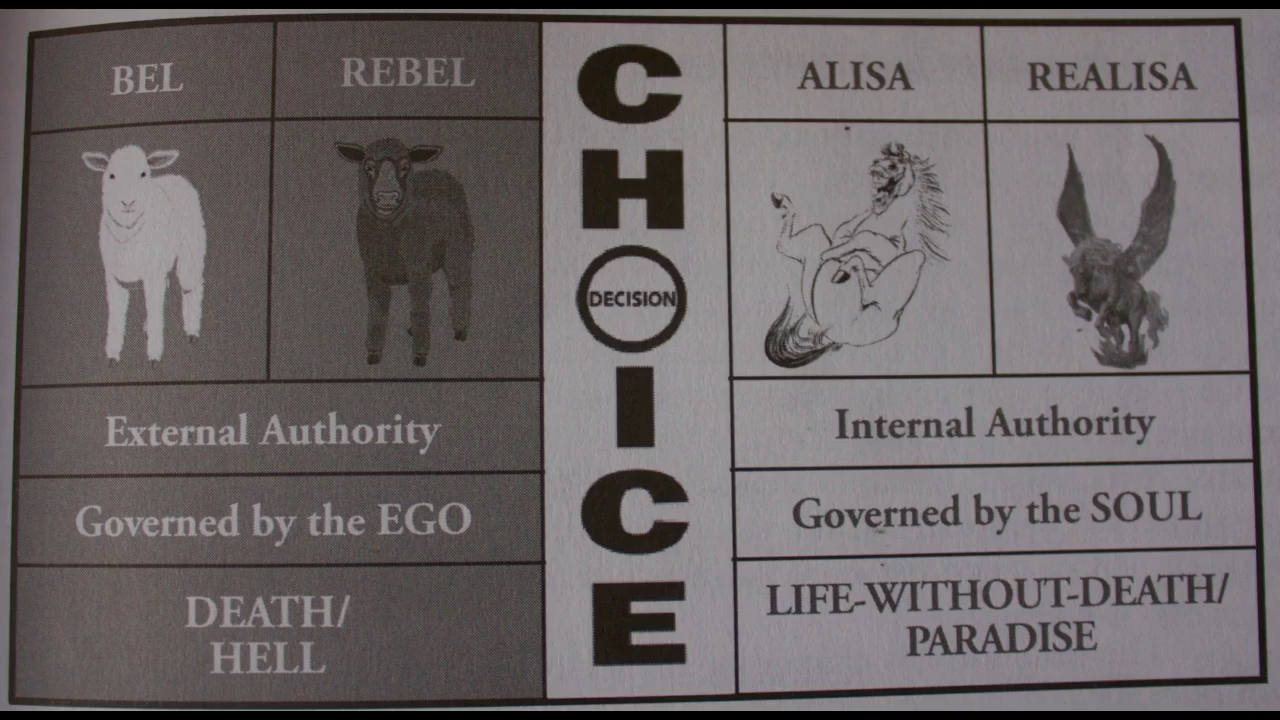 BEL
REBEL
CHOICE
DECISION
ALISA
REALISA
External Authority
Internal Authority
Governed by the EGO
Governed by the SOUL
DEATH/
HELL
LIFE-WITHOUT-DEATH/
PARADISE